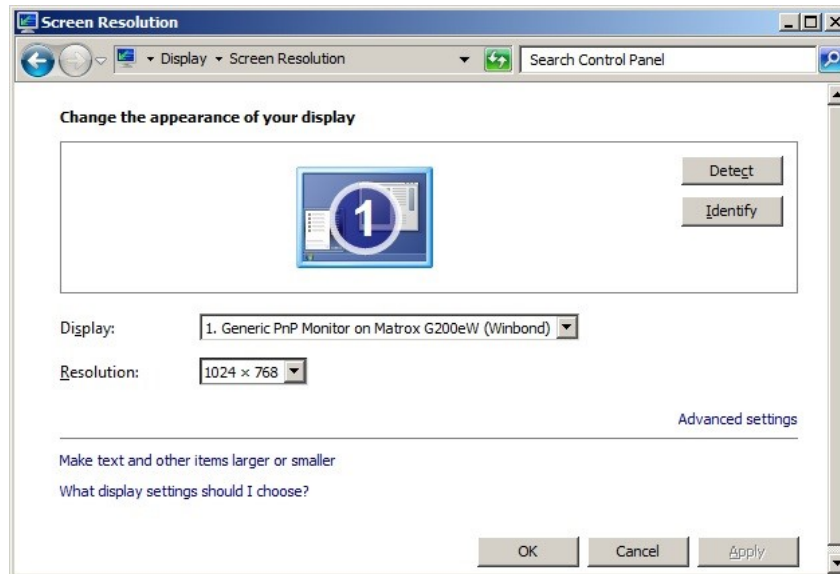 Screen Resolution
Display Screen Resolution
Search Control Panel
Change the appearance of your display
1
Detect
Identify
Display: 1. Generic PnP Monitor on Matrox G200eW (Winbond)
Resolution: 1024 × 768
Advanced settings
Make text and other items larger or smaller
What display settings should I choose?
OK Cancel Apply